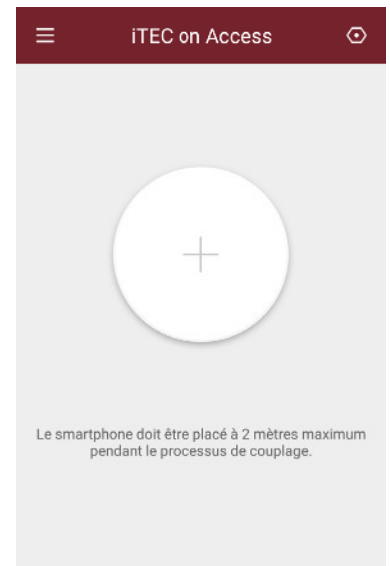 iTEC on Access
Le smartphone doit être placé à 2 mètres maximum
pendant le processus de couplage.